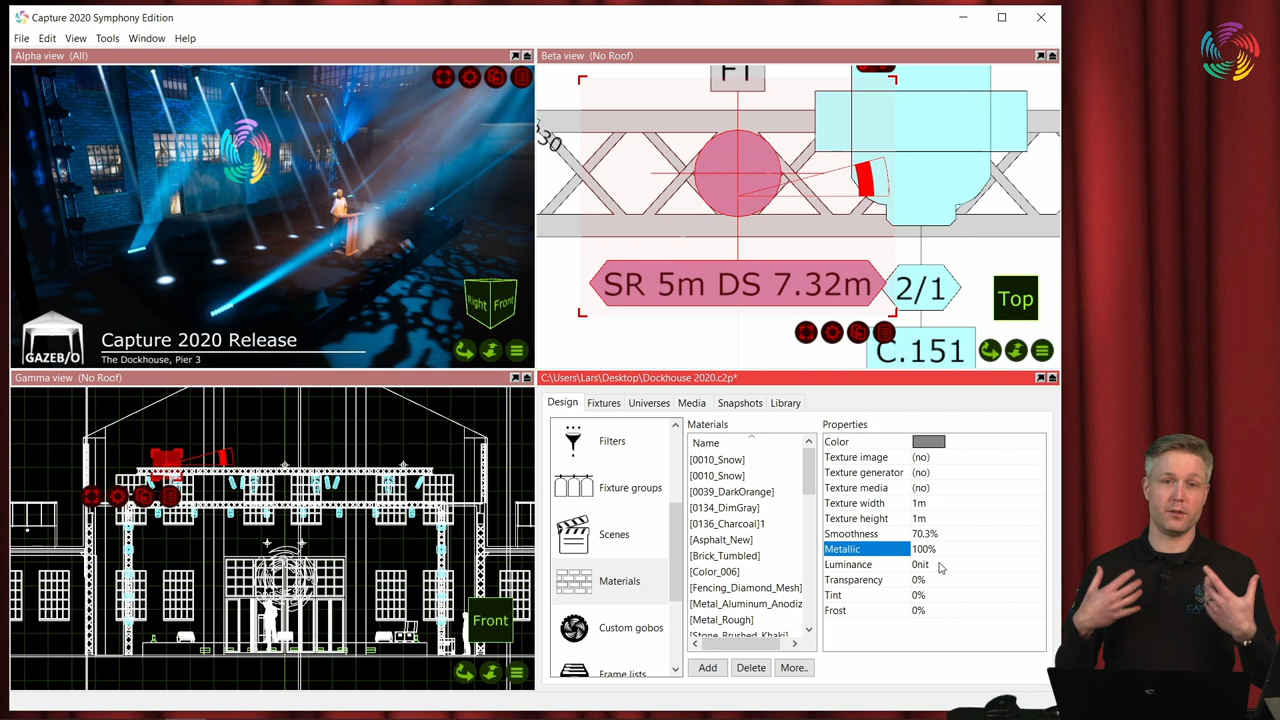 Capture 2020 Symphony Edition
File Edit View Tools Window Help
Alpha view (All)
Right Front
GAZEB/O
Capture 2020 Release
The Dockhouse, Pier 3
Beta view (No Roof)
FT
SR 5m DS 7.32m
2/1
C.151
Top
Gamma view (No Roof)
Front
C:\Users\Lars\Desktop\Dockhouse 2020.c2p*
Design Fixtures Universes Media Snapshots Library
Filters
Fixture groups
Scenes
Materials
Custom gobos
Frame lists
Materials
Name
[0010_Snow]
[0010_Snow]
[0039_DarkOrange]
[0134_DimGray]
[0136_Charcoal]1
[Asphalt_New]
[Brick_Tumbled]
[Color_006]
[Fencing_Diamond_Mesh]
[Metal_Aluminum_Anodiz
[Metal_Rough]
[Stone_Brushed_Khaki]
Add Delete More..
Properties
Color
Texture image (no)
Texture generator (no)
Texture media (no)
Texture width 1m
Texture height 1m
Smoothness 70.3%
Metallic 100%
Luminance 0nit
Transparency 0%
Tint 0%
Frost 0%